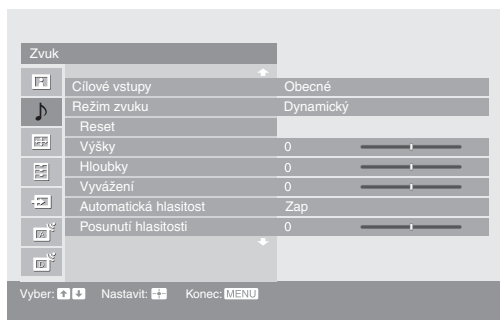 Zvuk
Cílové vstupy Obecné
Režim zvuku Dynamický
Reset
Výšky 0
Hloubky 0
Vyvážení 0
Automatická hlasitost Zap
Posunutí hlasitosti 0
Vyber: Nastavit: Konec: MENU